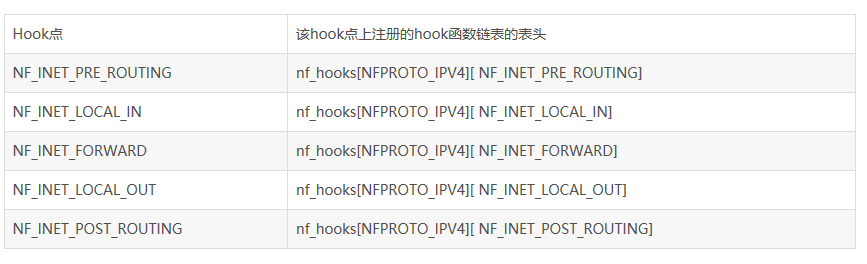 Hook点 该hook点上注册的hook函数链表的表头
NF_INET_PRE_ROUTING nf_hooks[NFPROTO_IPV4][ NF_INET_PRE_ROUTING]
NF_INET_LOCAL_IN nf_hooks[NFPROTO_IPV4][ NF_INET_LOCAL_IN]
NF_INET_FORWARD nf_hooks[NFPROTO_IPV4][ NF_INET_FORWARD]
NF_INET_LOCAL_OUT nf_hooks[NFPROTO_IPV4][ NF_INET_LOCAL_OUT]
NF_INET_POST_ROUTING nf_hooks[NFPROTO_IPV4][ NF_INET_POST_ROUTING]